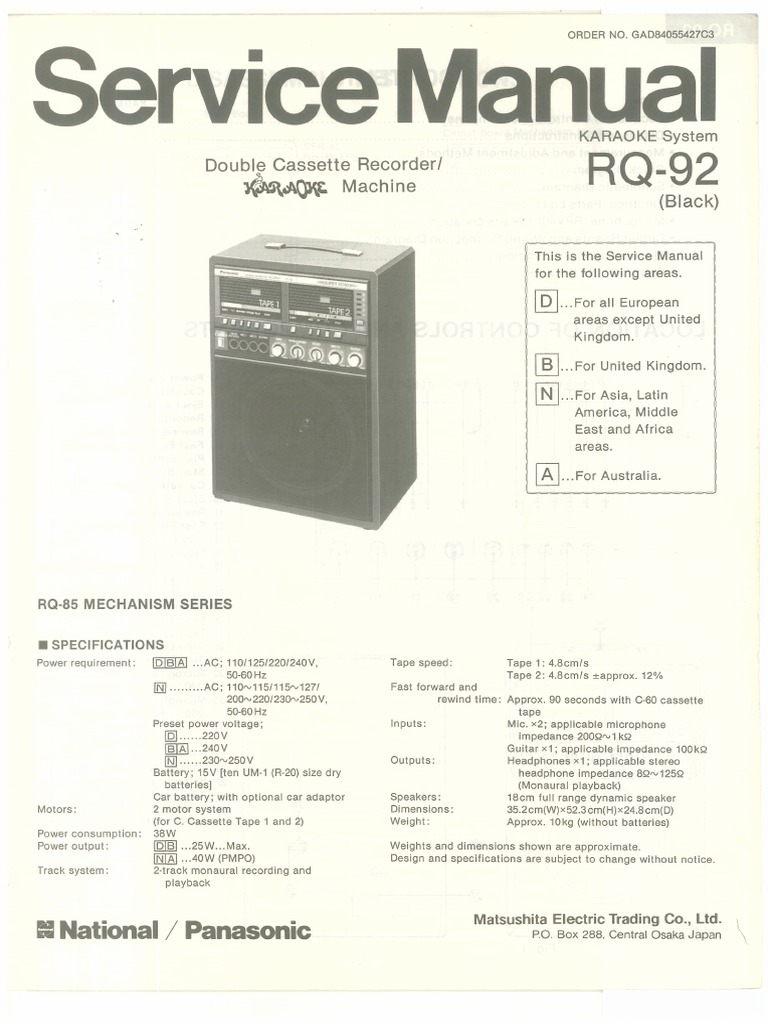 ORDER NO. GAD84055427C3
Service Manual
KARAOKE System
Double Cassette Recorder/
RQ-92
KARAOKE Machine
(Black)
This is the Service Manual
for the following areas.
D ...For all European
areas except United
Kingdom.
B ...For United Kingdom.
N ...For Asia, Latin
America, Middle
East and Africa
areas.
A ...For Australia.
Panasonic
TAPE 1
TAPE 2
RQ-85 MECHANISM SERIES
■ SPECIFICATIONS
Power requirement: D B A ...AC; 110/125/220/240V,
50-60Hz
N .........AC; 110~115/115~127/
200~220/230~250V,
50-60Hz
Preset power voltage;
D ......220V
B A ...240V
N ......230~250V
Battery; 15V [ten UM-1 (R-20) size dry
batteries]
Car battery; with optional car adaptor
Motors: 2 motor system
(for C. Cassette Tape 1 and 2)
Power consumption: 38W
Power output: D B ...25W...Max.
N A ...40W (PMPO)
Track system: 2-track monaural recording and
playback
Tape speed: Tape 1: 4.8cm/s
Tape 2: 4.8cm/s ±approx. 12%
Fast forward and
rewind time: Approx. 90 seconds with C-60 cassette
tape
Inputs: Mic. ×2; applicable microphone
impedance 200Ω~1kΩ
Guitar ×1; applicable impedance 100kΩ
Outputs: Headphones ×1; applicable stereo
headphone impedance 8Ω~125Ω
(Monaural playback)
Speakers: 18cm full range dynamic speaker
Dimensions: 35.2cm(W)×52.3cm(H)×24.8cm(D)
Weight: Approx. 10kg (without batteries)
Weights and dimensions shown are approximate.
Design and specifications are subject to change without notice.
National / Panasonic
Matsushita Electric Trading Co., Ltd.
P.O. Box 288, Central Osaka Japan